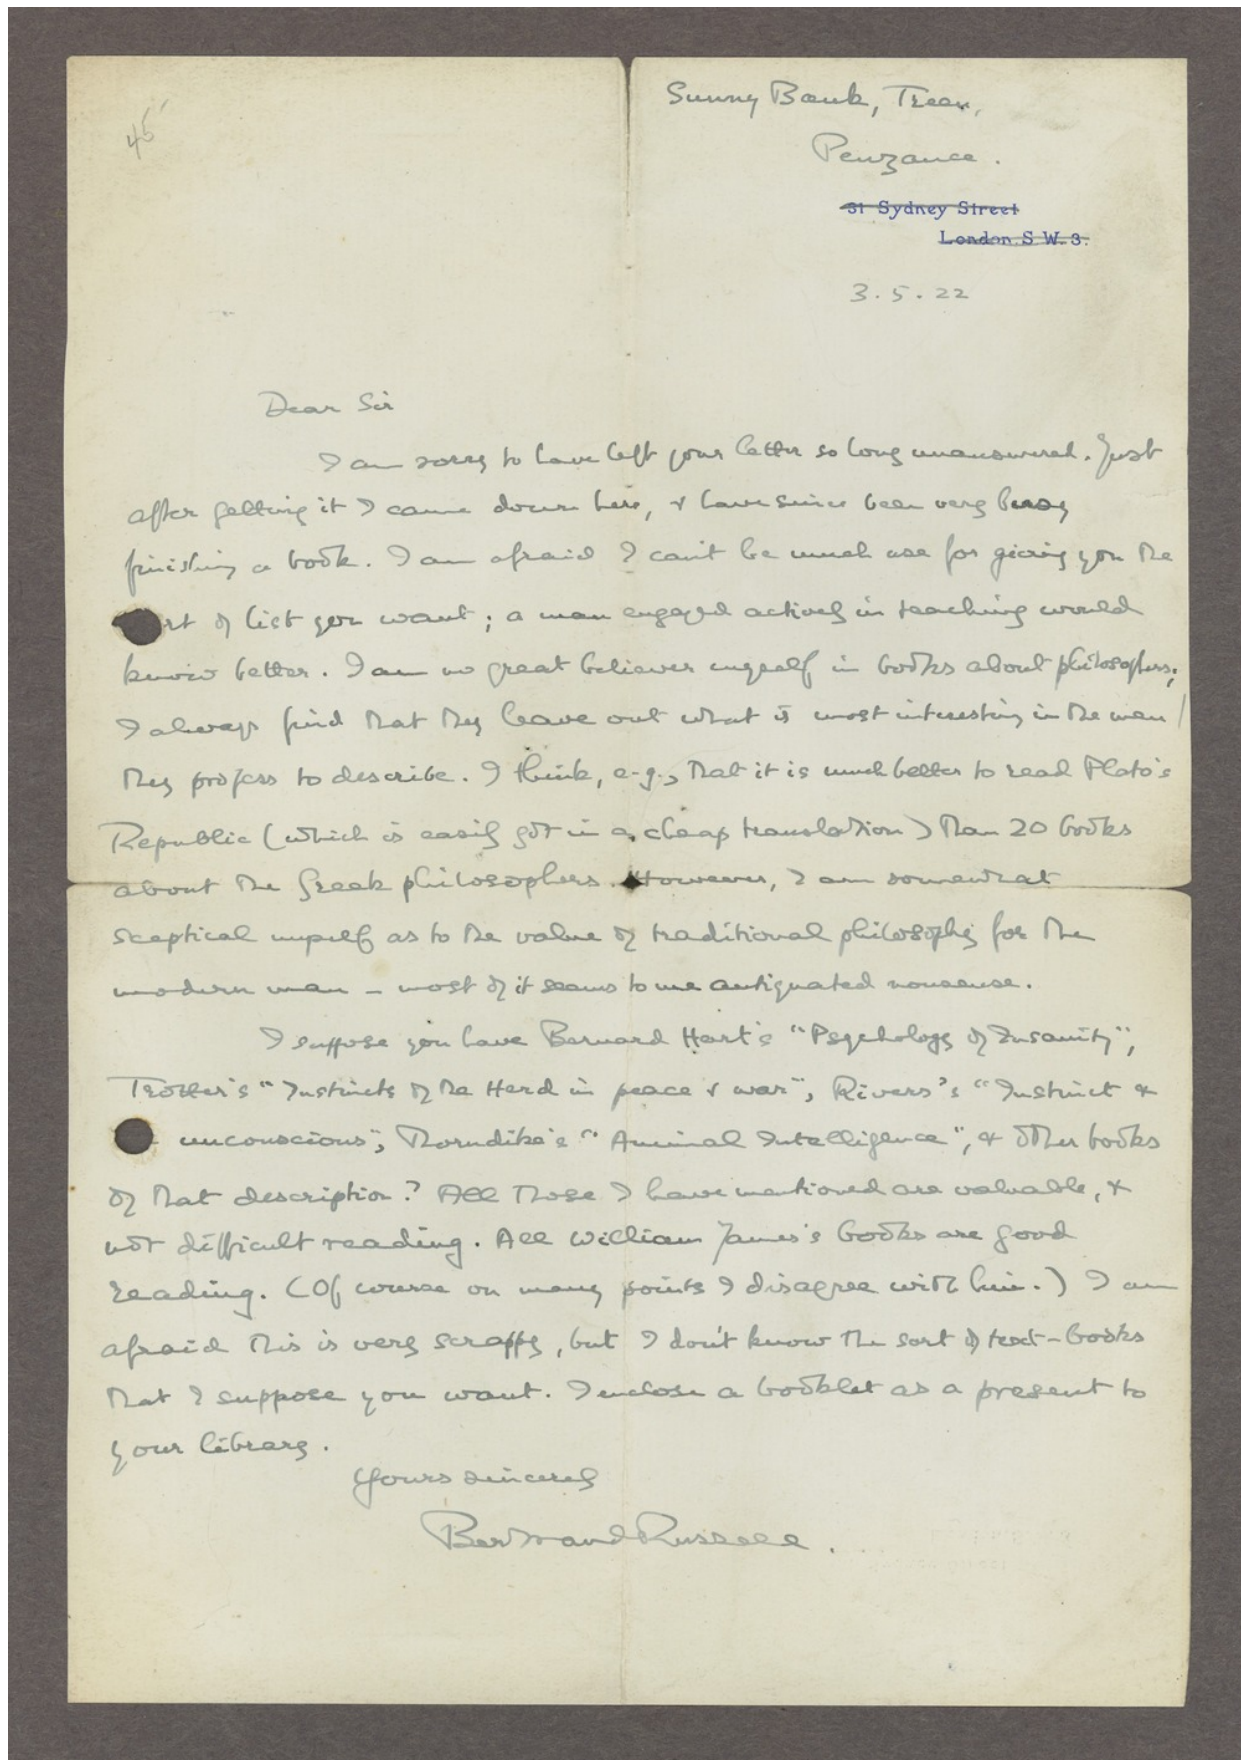 45
Sunny Bank, Treen,
Penzance.
31 Sydney Street
London. S.W.3.
3.5.22
Dear Sir
I am sorry to have left your letter so long unanswered. Just
after getting it I came down here, & have since been very busy
finishing a book. I am afraid I can't be much use for giving you the
rt of list you want; a man engaged actively in teaching would
know better. I am no great believer myself in books about philosophers;
I always find that they leave out what is most interesting in the men
they profess to describe. I think, e.g., that it is much better to read Plato's
Republic (which is easily got in a cheap translation) than 20 books
about the Greek philosophers. However, I am somewhat
sceptical myself as to the value of traditional philosophy for the
modern man – most of it seems to me antiquated nonsense.
I suppose you have Bernard Hart's "Psychology of Insanity",
Trotter's "Instincts of the Herd in peace & war", Rivers's "Instinct &
unconscious", Thorndike's "Animal Intelligence", & other books
of that description? All those I have mentioned are valuable, &
not difficult reading. All William James's books are good
reading. (Of course on many points I disagree with him.) I am
afraid this is very scrappy, but I don't know the sort of text-books
that I suppose you want. I enclose a booklet as a present to
your library.
Yours sincerely
Bertrand Russell.